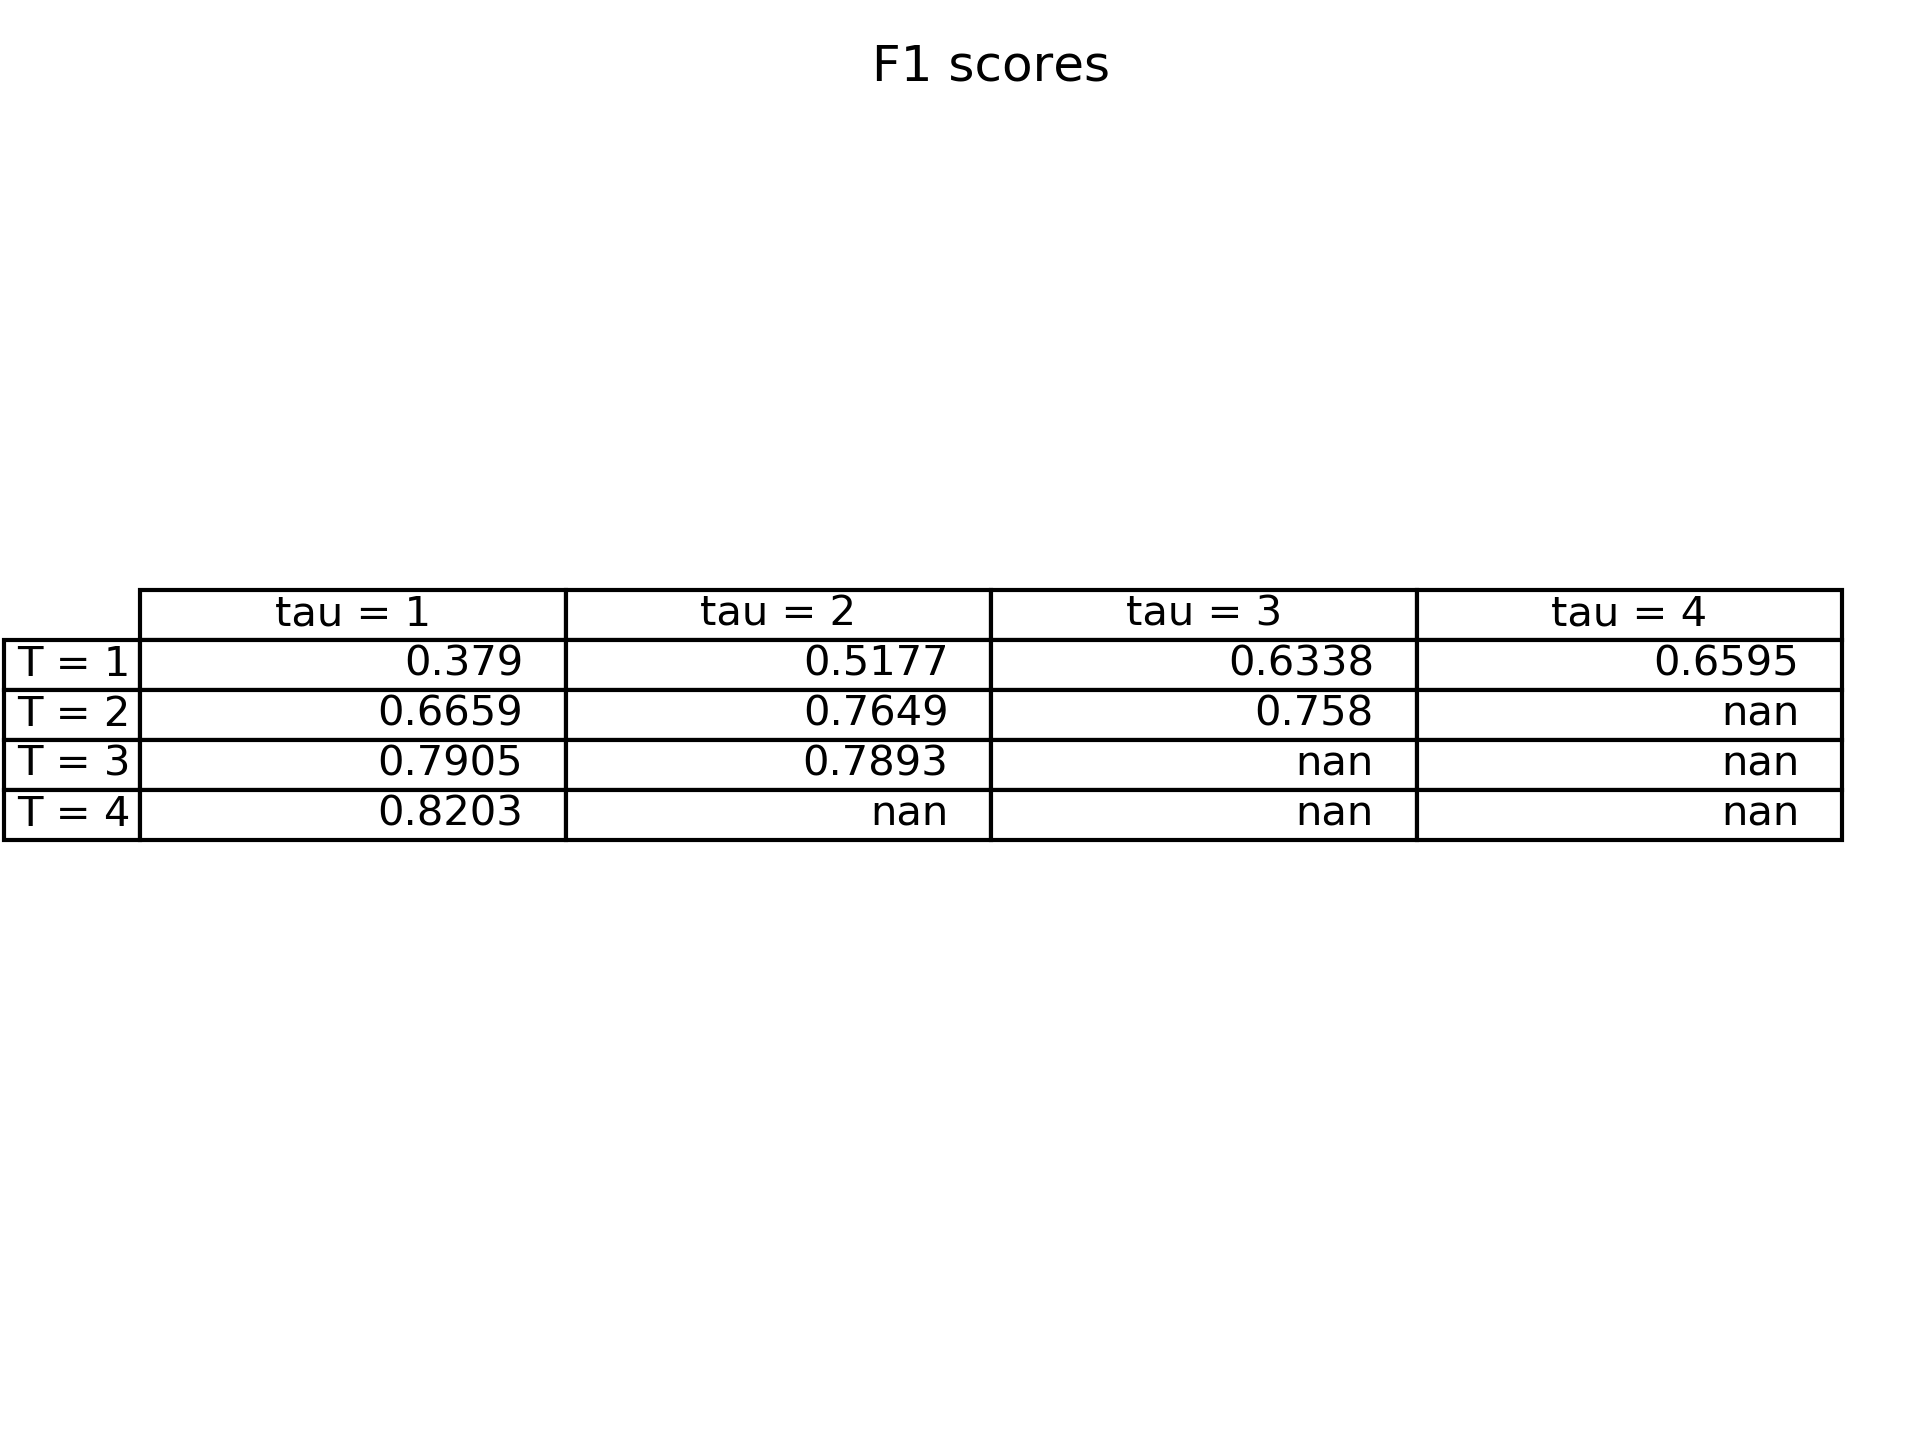 F1 scores
tau = 1 tau = 2 tau = 3 tau = 4
T = 1 0.379 0.5177 0.6338 0.6595
T = 2 0.6659 0.7649 0.758 nan
T = 3 0.7905 0.7893 nan nan
T = 4 0.8203 nan nan nan